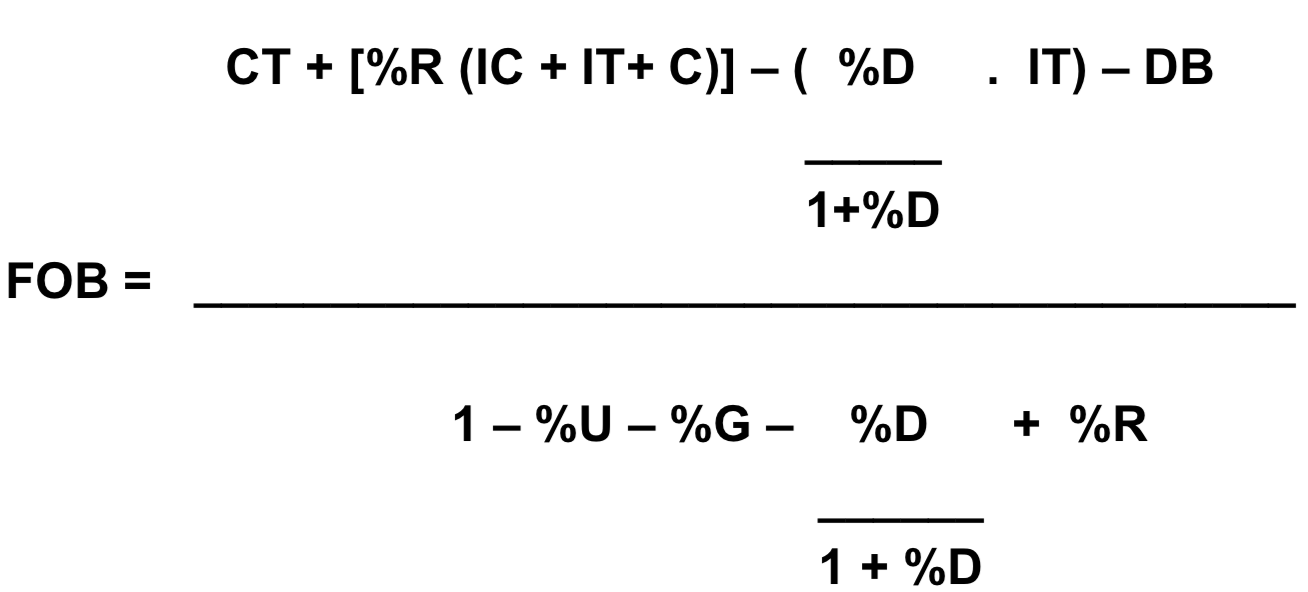 CT + [%R (IC + IT+ C)] – ( %D . IT) – DB
1+%D
FOB =
1 – %U – %G – %D + %R
1 + %D